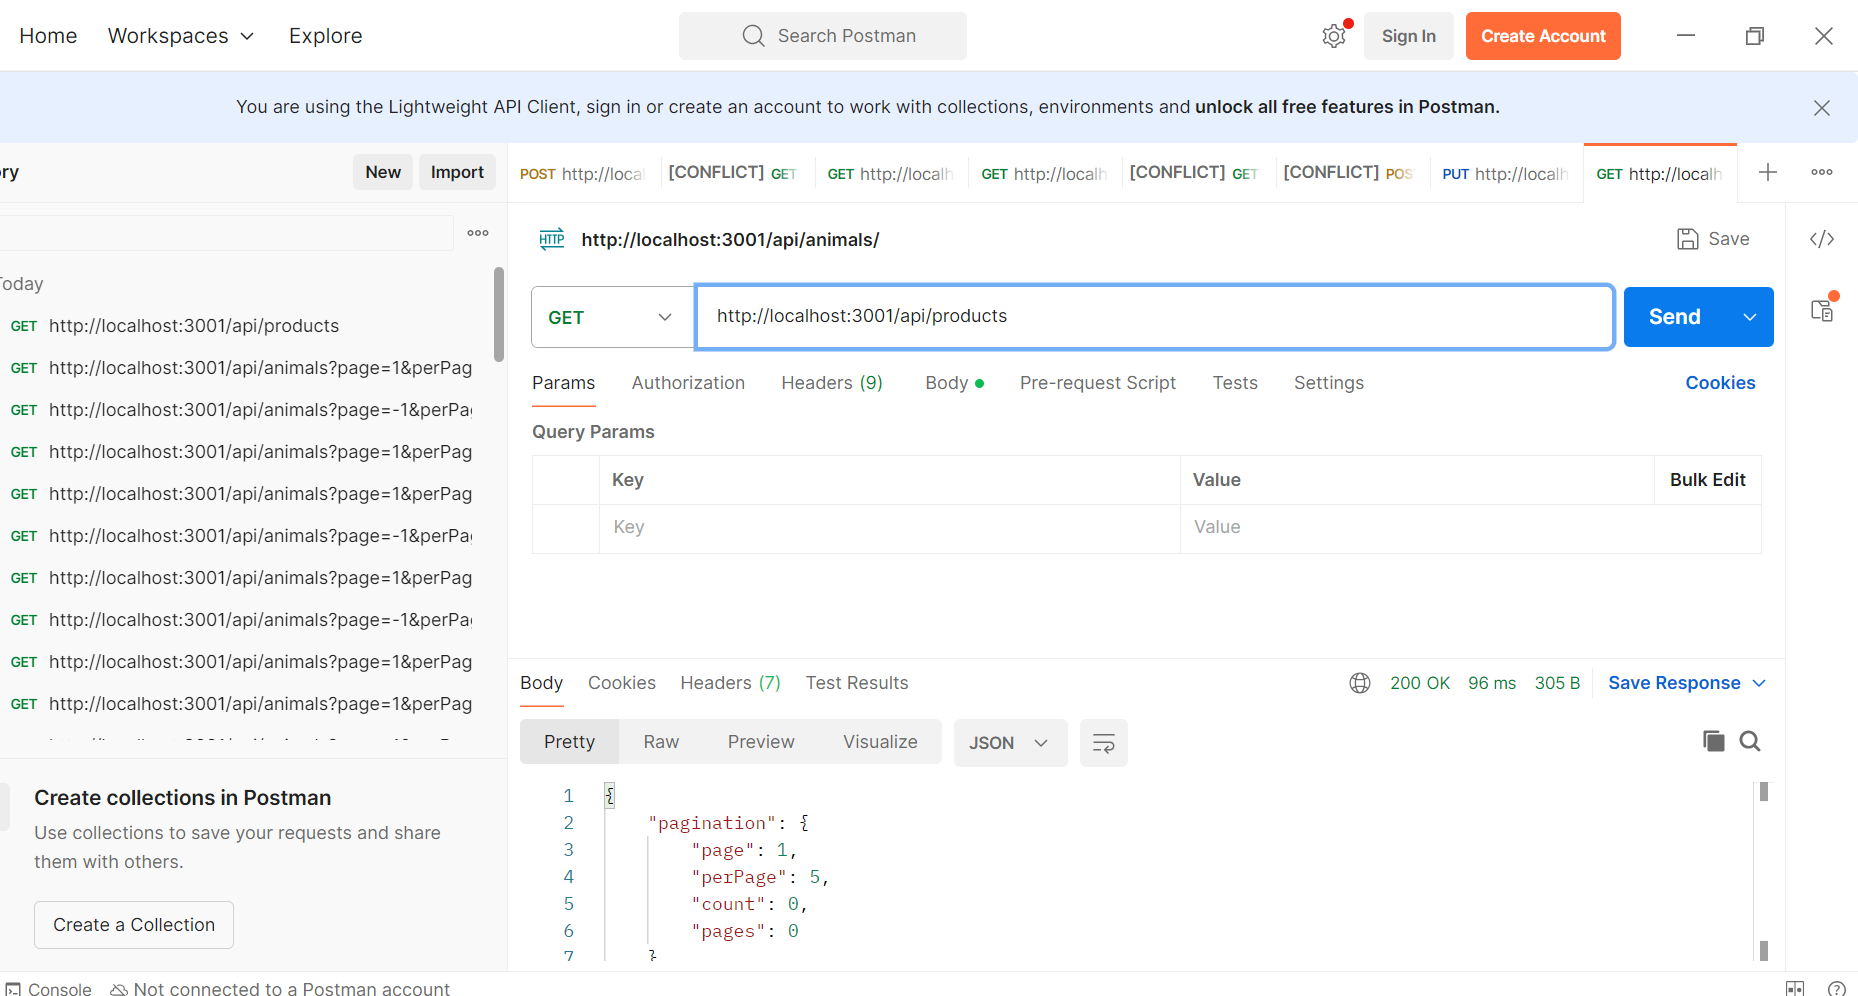 Home Workspaces Explore Search Postman Sign In Create Account
You are using the Lightweight API Client, sign in or create an account to work with collections, environments and unlock all free features in Postman.
ry New Import
POST http://loca [CONFLICT] GET GET http://localh GET http://localh [CONFLICT] GET [CONFLICT] POS PUT http://localh GET http://localh
HTTP http://localhost:3001/api/animals/ Save
Today
GET http://localhost:3001/api/products
GET http://localhost:3001/api/animals?page=1&perPag
GET http://localhost:3001/api/animals?page=-1&perPag
GET http://localhost:3001/api/animals?page=1&perPag
GET http://localhost:3001/api/animals?page=1&perPag
GET http://localhost:3001/api/animals?page=-1&perPag
GET http://localhost:3001/api/animals?page=1&perPag
GET http://localhost:3001/api/animals?page=-1&perPag
GET http://localhost:3001/api/animals?page=1&perPag
GET http://localhost:3001/api/animals?page=1&perPag
Create collections in Postman
Use collections to save your requests and share
them with others.
Create a Collection
GET http://localhost:3001/api/products Send
Params Authorization Headers (9) Body Pre-request Script Tests Settings Cookies
Query Params
Key Value Bulk Edit
Key Value
Body Cookies Headers (7) Test Results 200 OK 96 ms 305 B Save Response
Pretty Raw Preview Visualize JSON
1 {
2 "pagination": {
3 "page": 1,
4 "perPage": 5,
5 "count": 0,
6 "pages": 0
7 }
Console Not connected to a Postman account